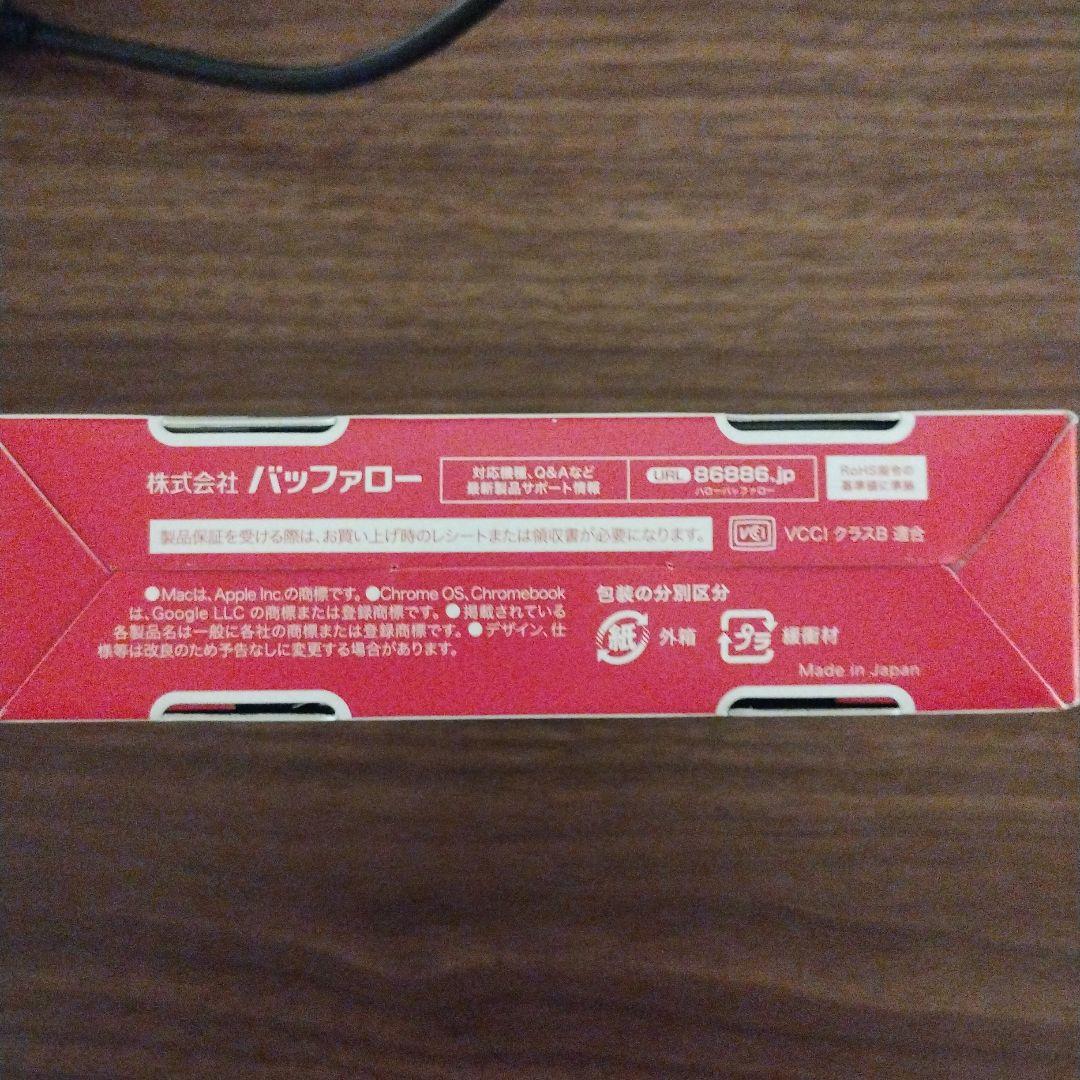 株式会社 バッファロー
対応機種、Q&Aなど
最新製品サポート情報
URL 86886.jp
ハローバッファロー
RoHS指令の
基準値に準拠
製品保証を受ける際は、お買い上げ時のレシートまたは領収書が必要になります。
VCCI VCCI クラスB 適合
●Macは、Apple Inc.の商標です。●Chrome OS、Chromebook
は、Google LLC の商標または登録商標です。●掲載されている
各製品名は一般に各社の商標または登録商標です。●デザイン、仕
様等は改良のため予告なしに変更する場合があります。
包装の分別区分
紙 外箱 プラ 緩衝材
Made in Japan